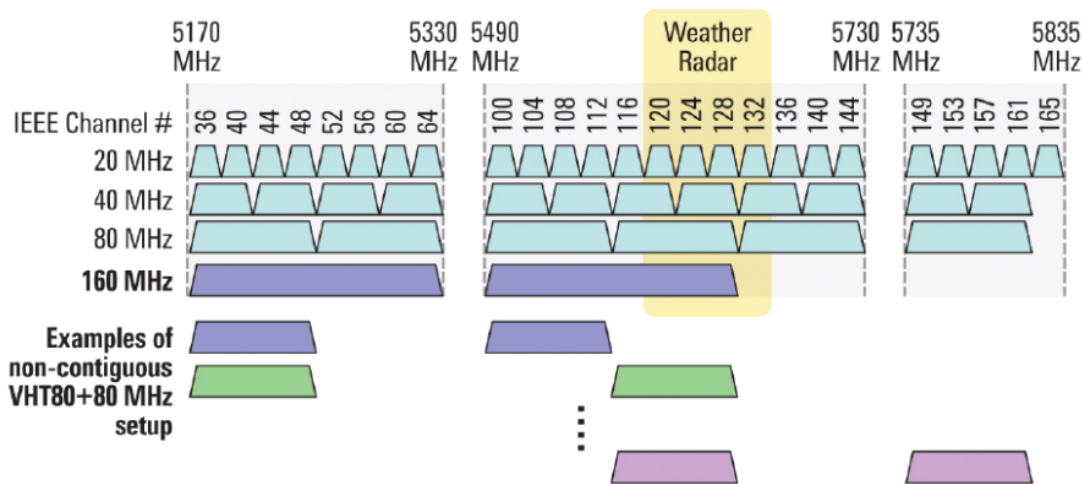 5170 MHz
5330 MHz
5490 MHz
Weather Radar
5730 MHz
5735 MHz
5835 MHz
IEEE Channel # 36 40 44 48 52 56 60 64 100 104 108 112 116 120 124 128 132 136 140 144 149 153 157 161 165
20 MHz
40 MHz
80 MHz
160 MHz
Examples of
non-contiguous
VHT80+80 MHz
setup